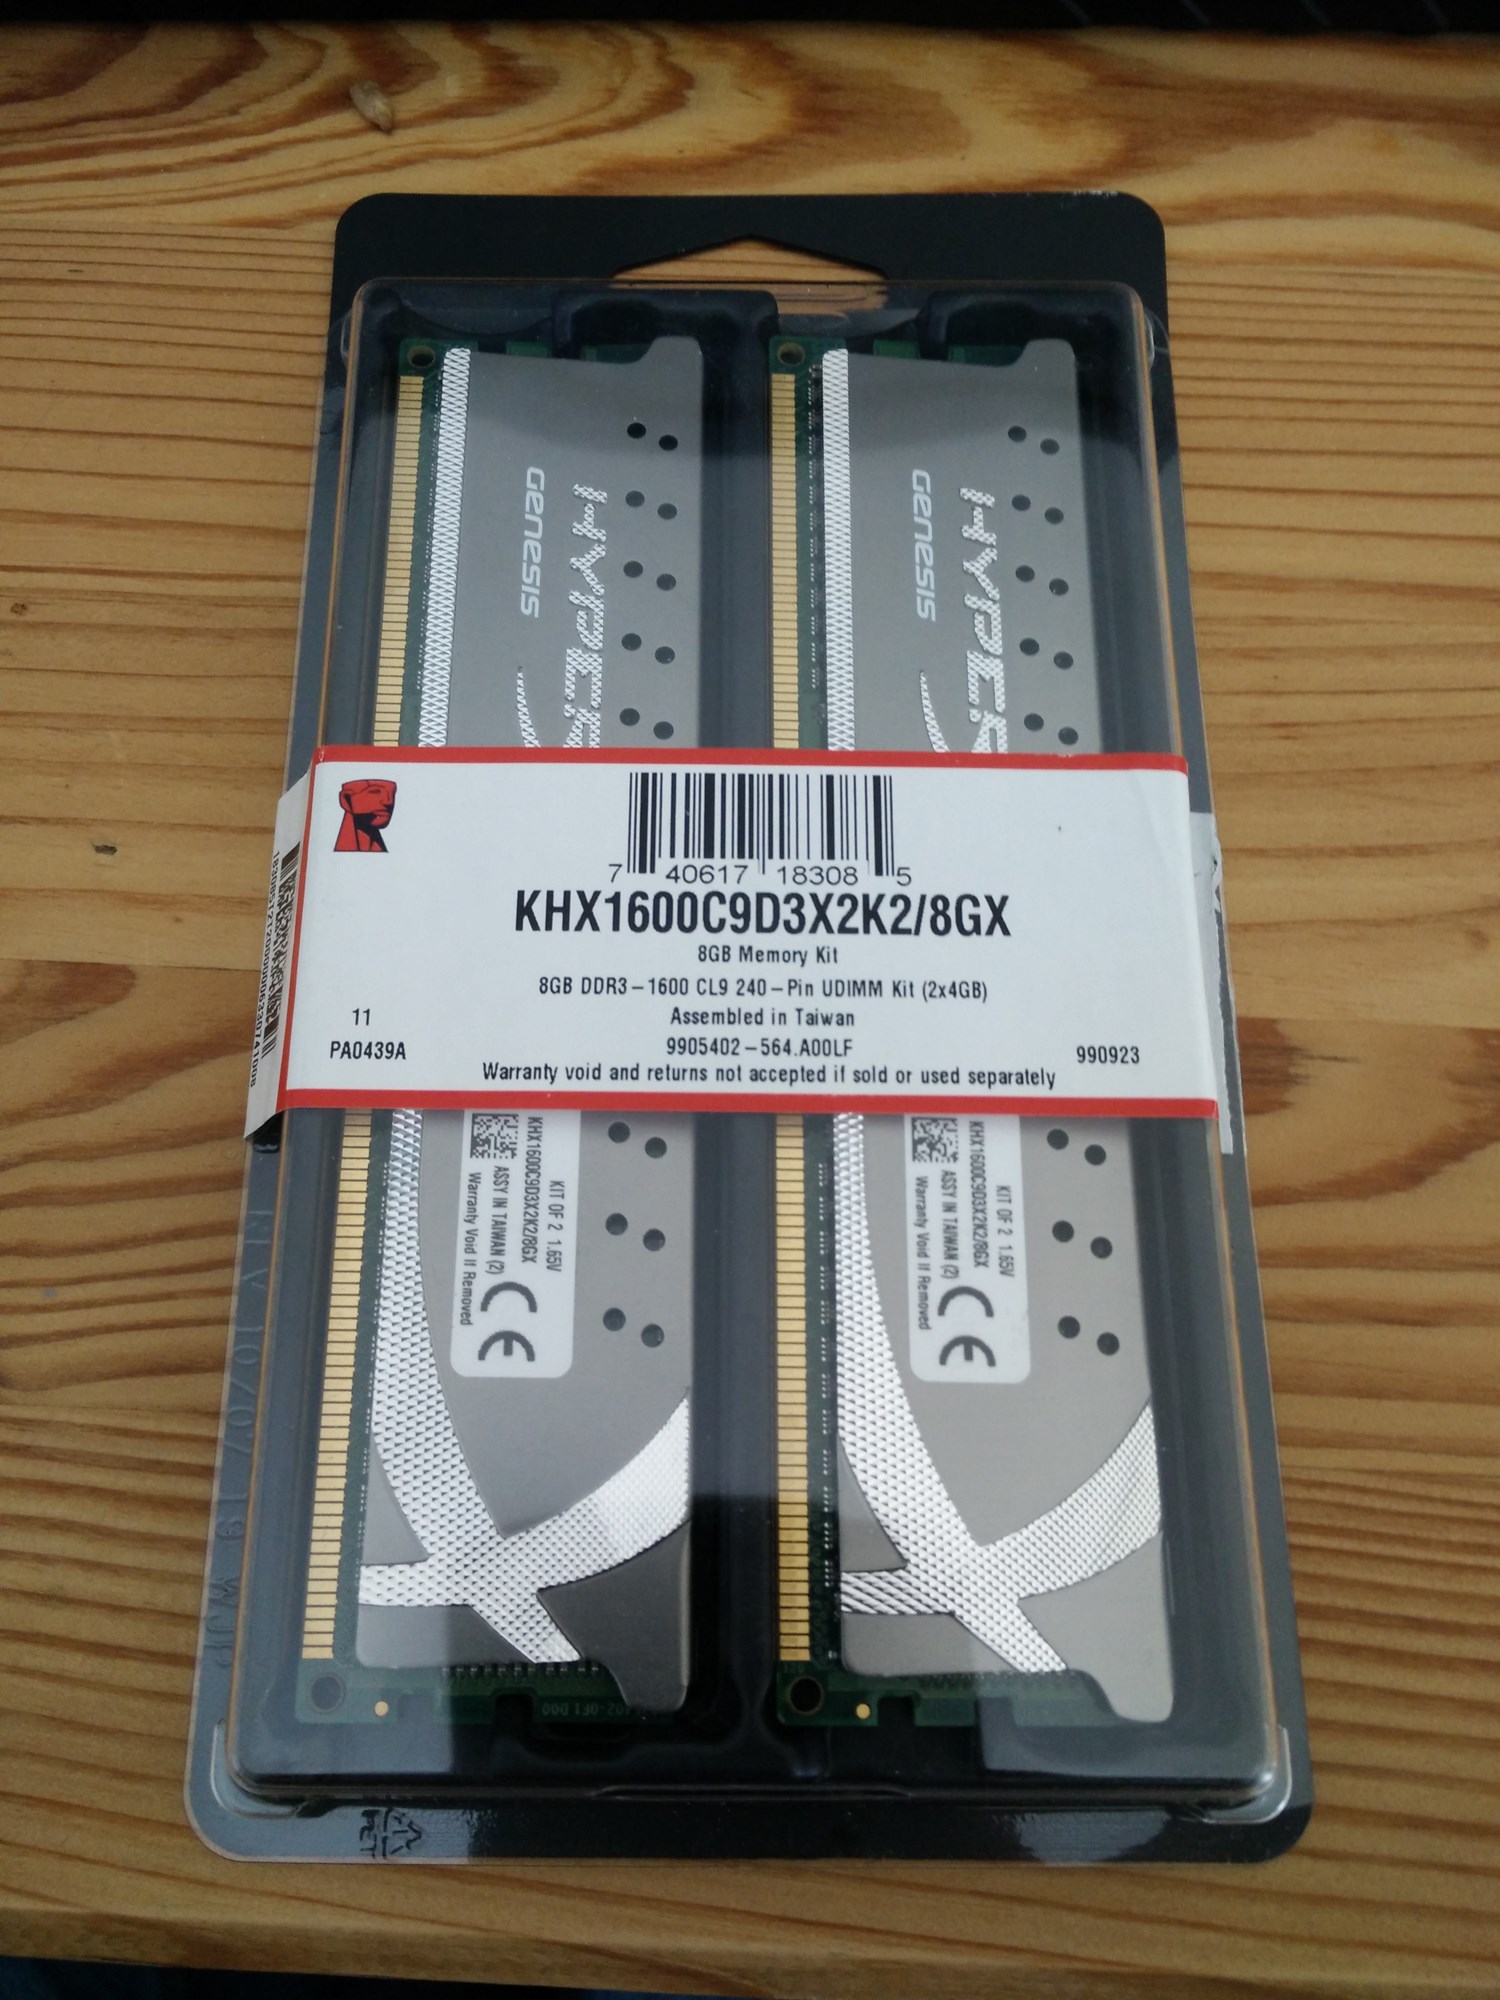 GENESIS
HYPER
GENESIS
HYPER
7 40617 18308 5
KHX1600C9D3X2K2/8GX
8GB Memory Kit
8GB DDR3-1600 CL9 240-Pin UDIMM Kit (2x4GB)
11
Assembled in Taiwan
PA0439A
9905402-564.A00LF
990923
Warranty void and returns not accepted if sold or used separately
KIT OF 2 1.65V
KHX1600C9D3X2K2/8GX
ASSY IN TAIWAN (2)
Warranty Void If Removed
CE
KIT OF 2 1.65V
KHX1600C9D3X2K2/8GX
ASSY IN TAIWAN (2)
Warranty Void If Removed
CE
PET